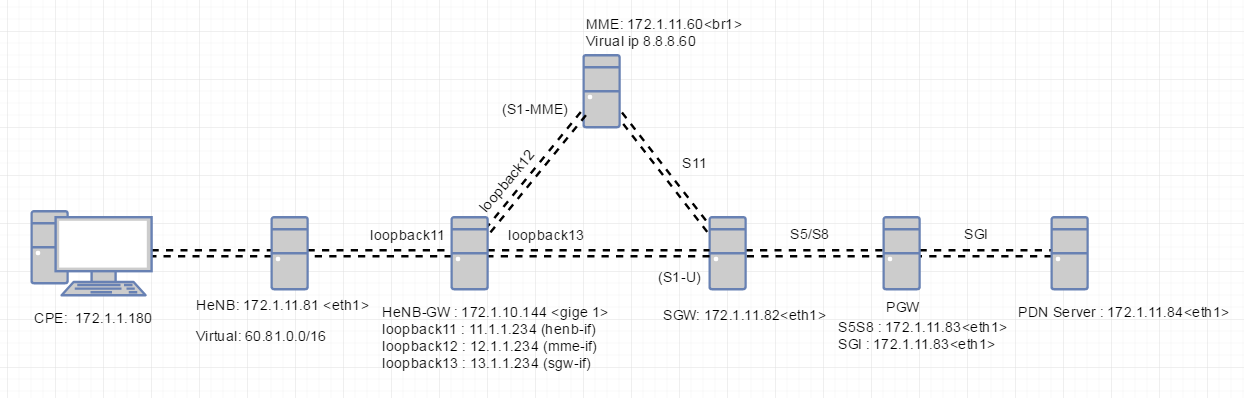 MME: 172.1.11.60<br1>
Virual ip 8.8.8.60
(S1-MME)
loopback12
S11
loopback11
loopback13
S5/S8
SGI
(S1-U)
CPE: 172.1.1.180
HeNB: 172.1.11.81 <eth1>
Virtual: 60.81.0.0/16
HeNB-GW : 172.1.10.144 <gige 1>
loopback11 : 11.1.1.234 (henb-if)
loopback12 : 12.1.1.234 (mme-if)
loopback13 : 13.1.1.234 (sgw-if)
SGW: 172.1.11.82<eth1>
PGW
S5S8 : 172.1.11.83<eth1>
SGI : 172.1.11.83<eth1>
PDN Server : 172.1.11.84<eth1>